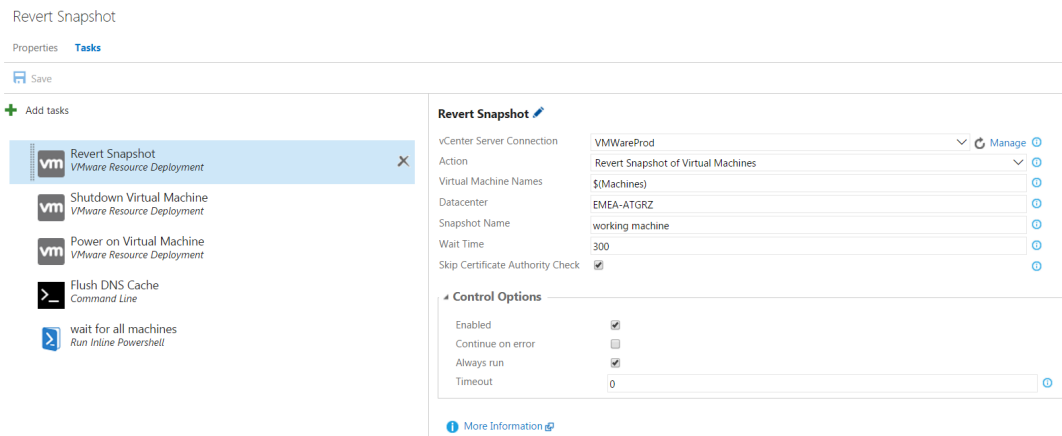 Revert Snapshot
Properties Tasks
Save
Add tasks
vm Revert Snapshot
VMware Resource Deployment
vm Shutdown Virtual Machine
VMware Resource Deployment
vm Power on Virtual Machine
VMware Resource Deployment
>_ Flush DNS Cache
Command Line
wait for all machines
Run Inline Powershell
Revert Snapshot
vCenter Server Connection VMWareProd Manage
Action Revert Snapshot of Virtual Machines
Virtual Machine Names $(Machines)
Datacenter EMEA-ATGRZ
Snapshot Name working machine
Wait Time 300
Skip Certificate Authority Check
Control Options
Enabled
Continue on error
Always run
Timeout 0
More Information